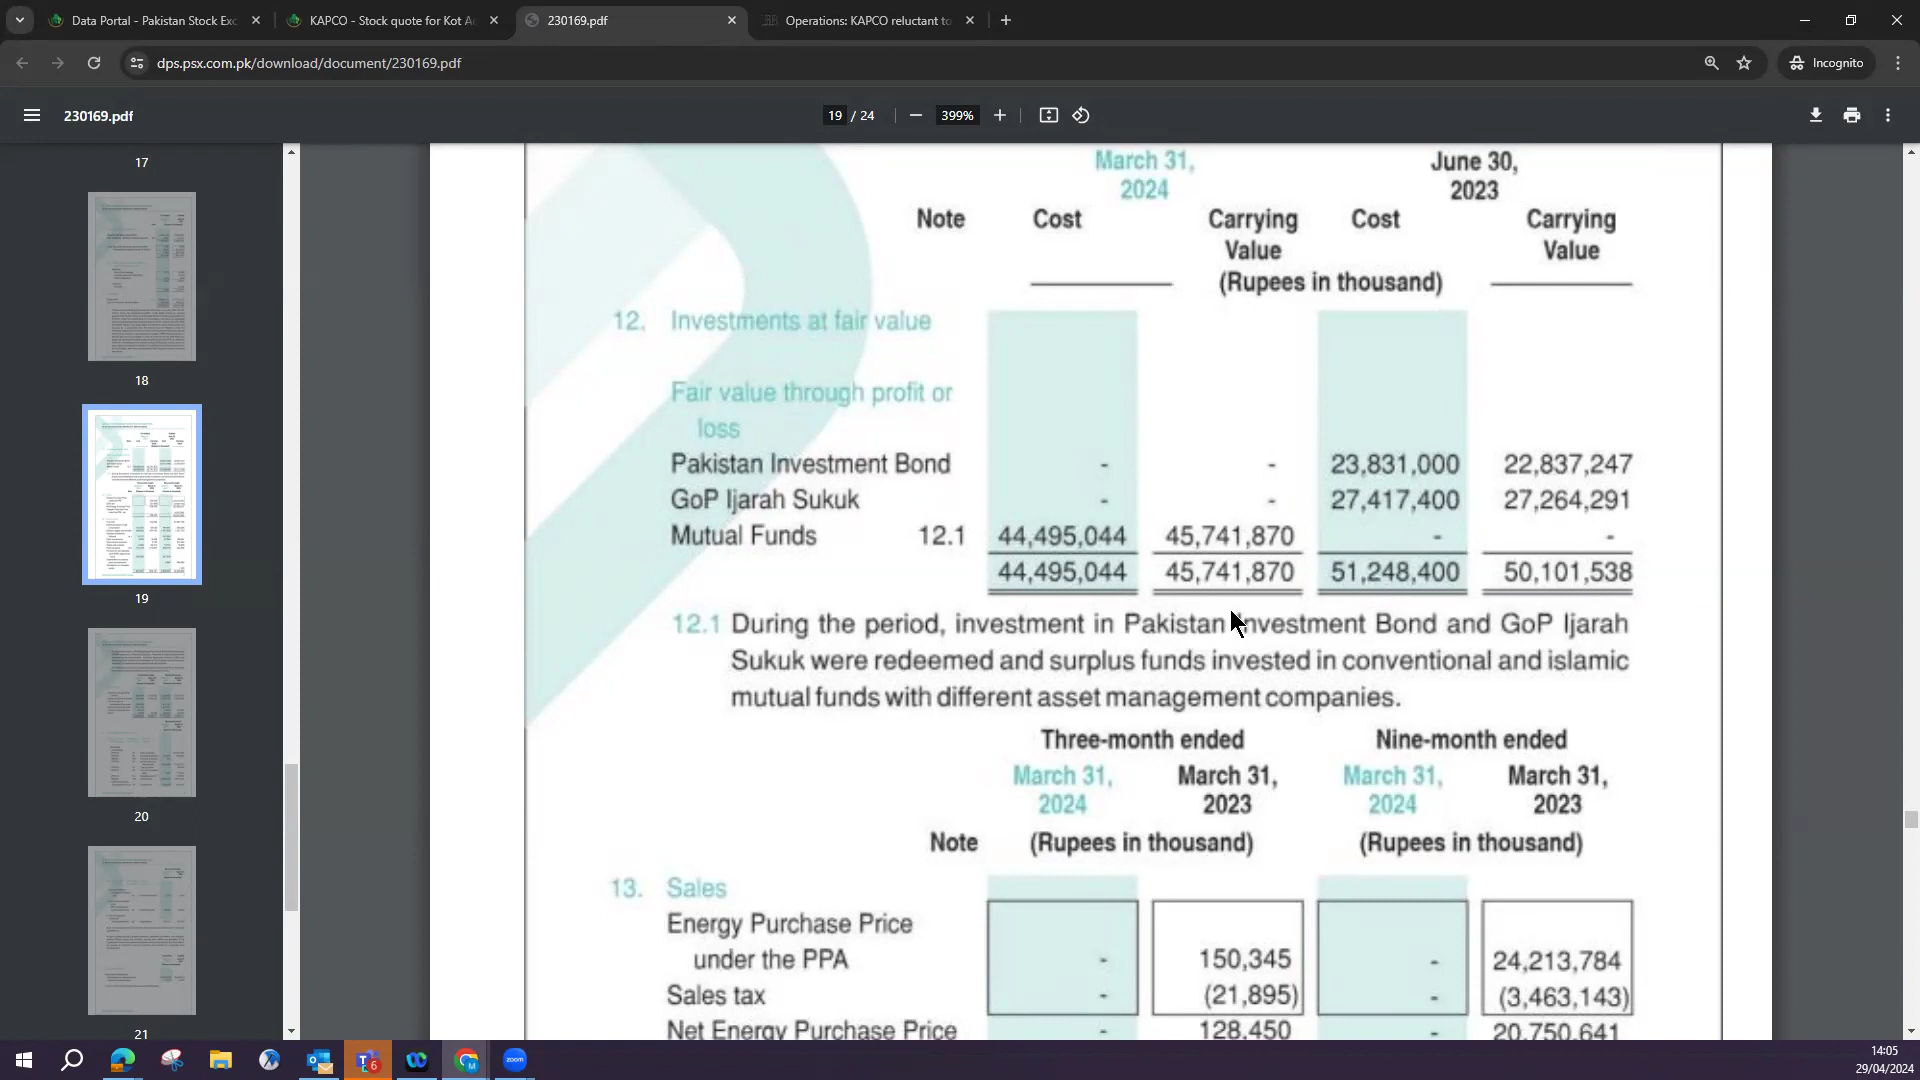 Data Portal - Pakistan Stock Exc
KAPCO - Stock quote for Kot A
230169.pdf
Operations: KAPCO reluctant to
dps.psx.com.pk/download/document/230169.pdf
Incognito
230169.pdf
19 / 24
399%
17
18
19
20
21
March 31, 2024
June 30, 2023
Note Cost Carrying Value Cost Carrying Value
(Rupees in thousand)
12. Investments at fair value
Fair value through profit or
loss
Pakistan Investment Bond - - 23,831,000 22,837,247
GoP Ijarah Sukuk - - 27,417,400 27,264,291
Mutual Funds 12.1 44,495,044 45,741,870 - -
44,495,044 45,741,870 51,248,400 50,101,538
12.1 During the period, investment in Pakistan Investment Bond and GoP Ijarah
Sukuk were redeemed and surplus funds invested in conventional and islamic
mutual funds with different asset management companies.
Three-month ended Nine-month ended
March 31, March 31, March 31, March 31,
2024 2023 2024 2023
Note (Rupees in thousand) (Rupees in thousand)
13. Sales
Energy Purchase Price
under the PPA - 150,345 - 24,213,784
Sales tax - (21,895) - (3,463,143)
Net Energy Purchase Price - 128,450 - 20,750,641
6
zoom
14:05
29/04/2024